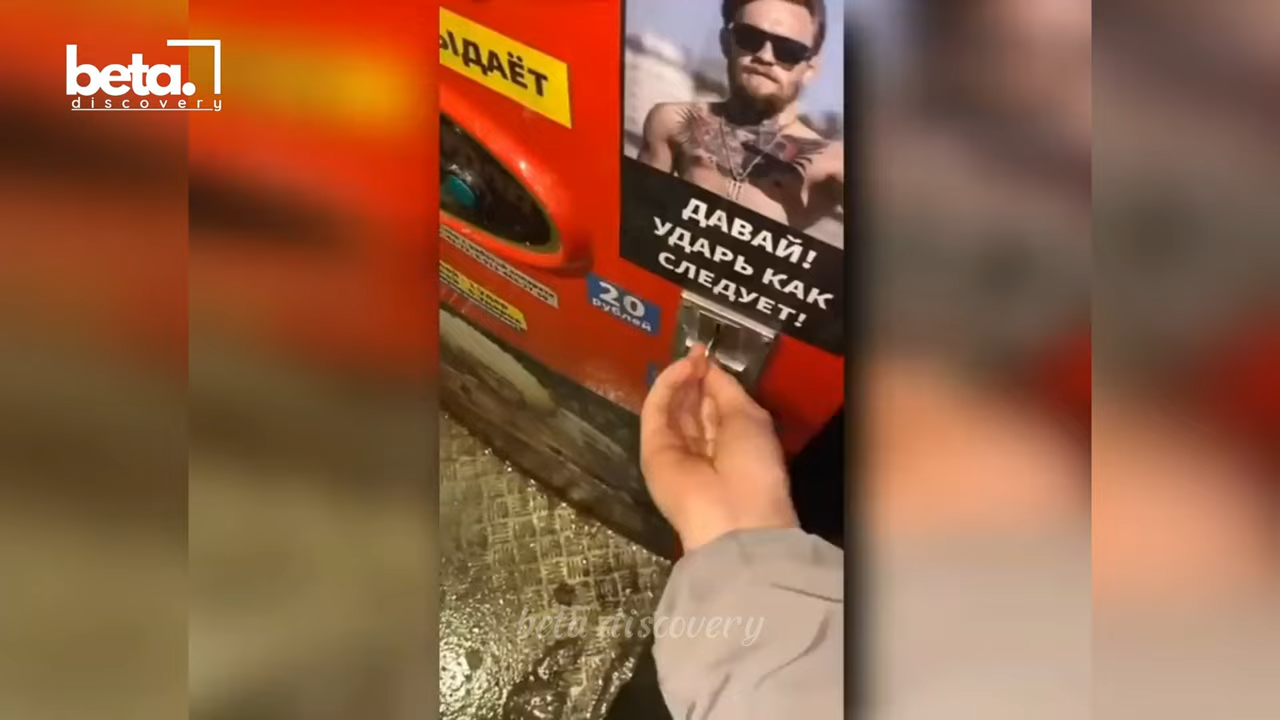 beta.
discovery
ЫДАЁТ
ДАВАЙ!
УДАРЬ КАК
СЛЕДУЕТ!
20
рублей
beta discovery